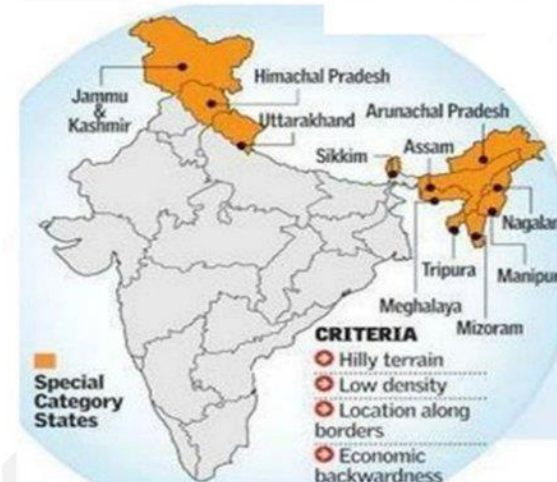 Jammu
&
Kashmir
Himachal Pradesh
Uttarakhand
Arunachal Pradesh
Sikkim
Assam
Nagalan
Tripura
Manipur
Meghalaya
Mizoram
Special
Category
States
CRITERIA
Hilly terrain
Low density
Location along
borders
Economic
backwardness